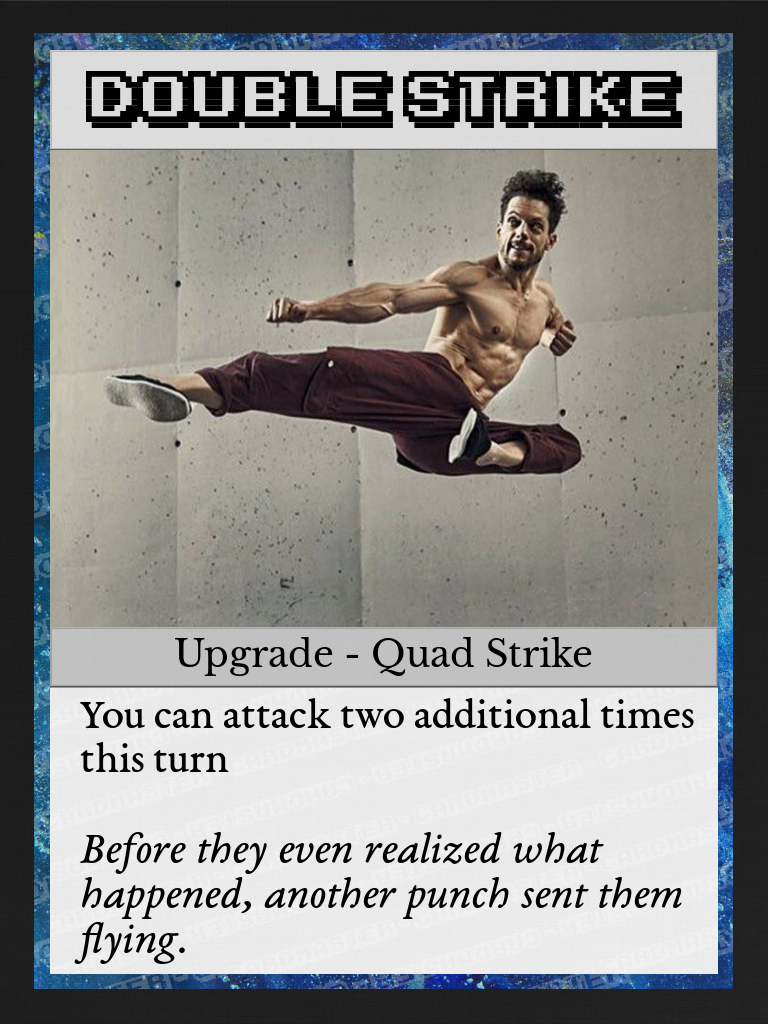 DOUBLE STRIKE
Upgrade - Quad Strike
You can attack two additional times
this turn
Before they even realized what
happened, another punch sent them
flying.